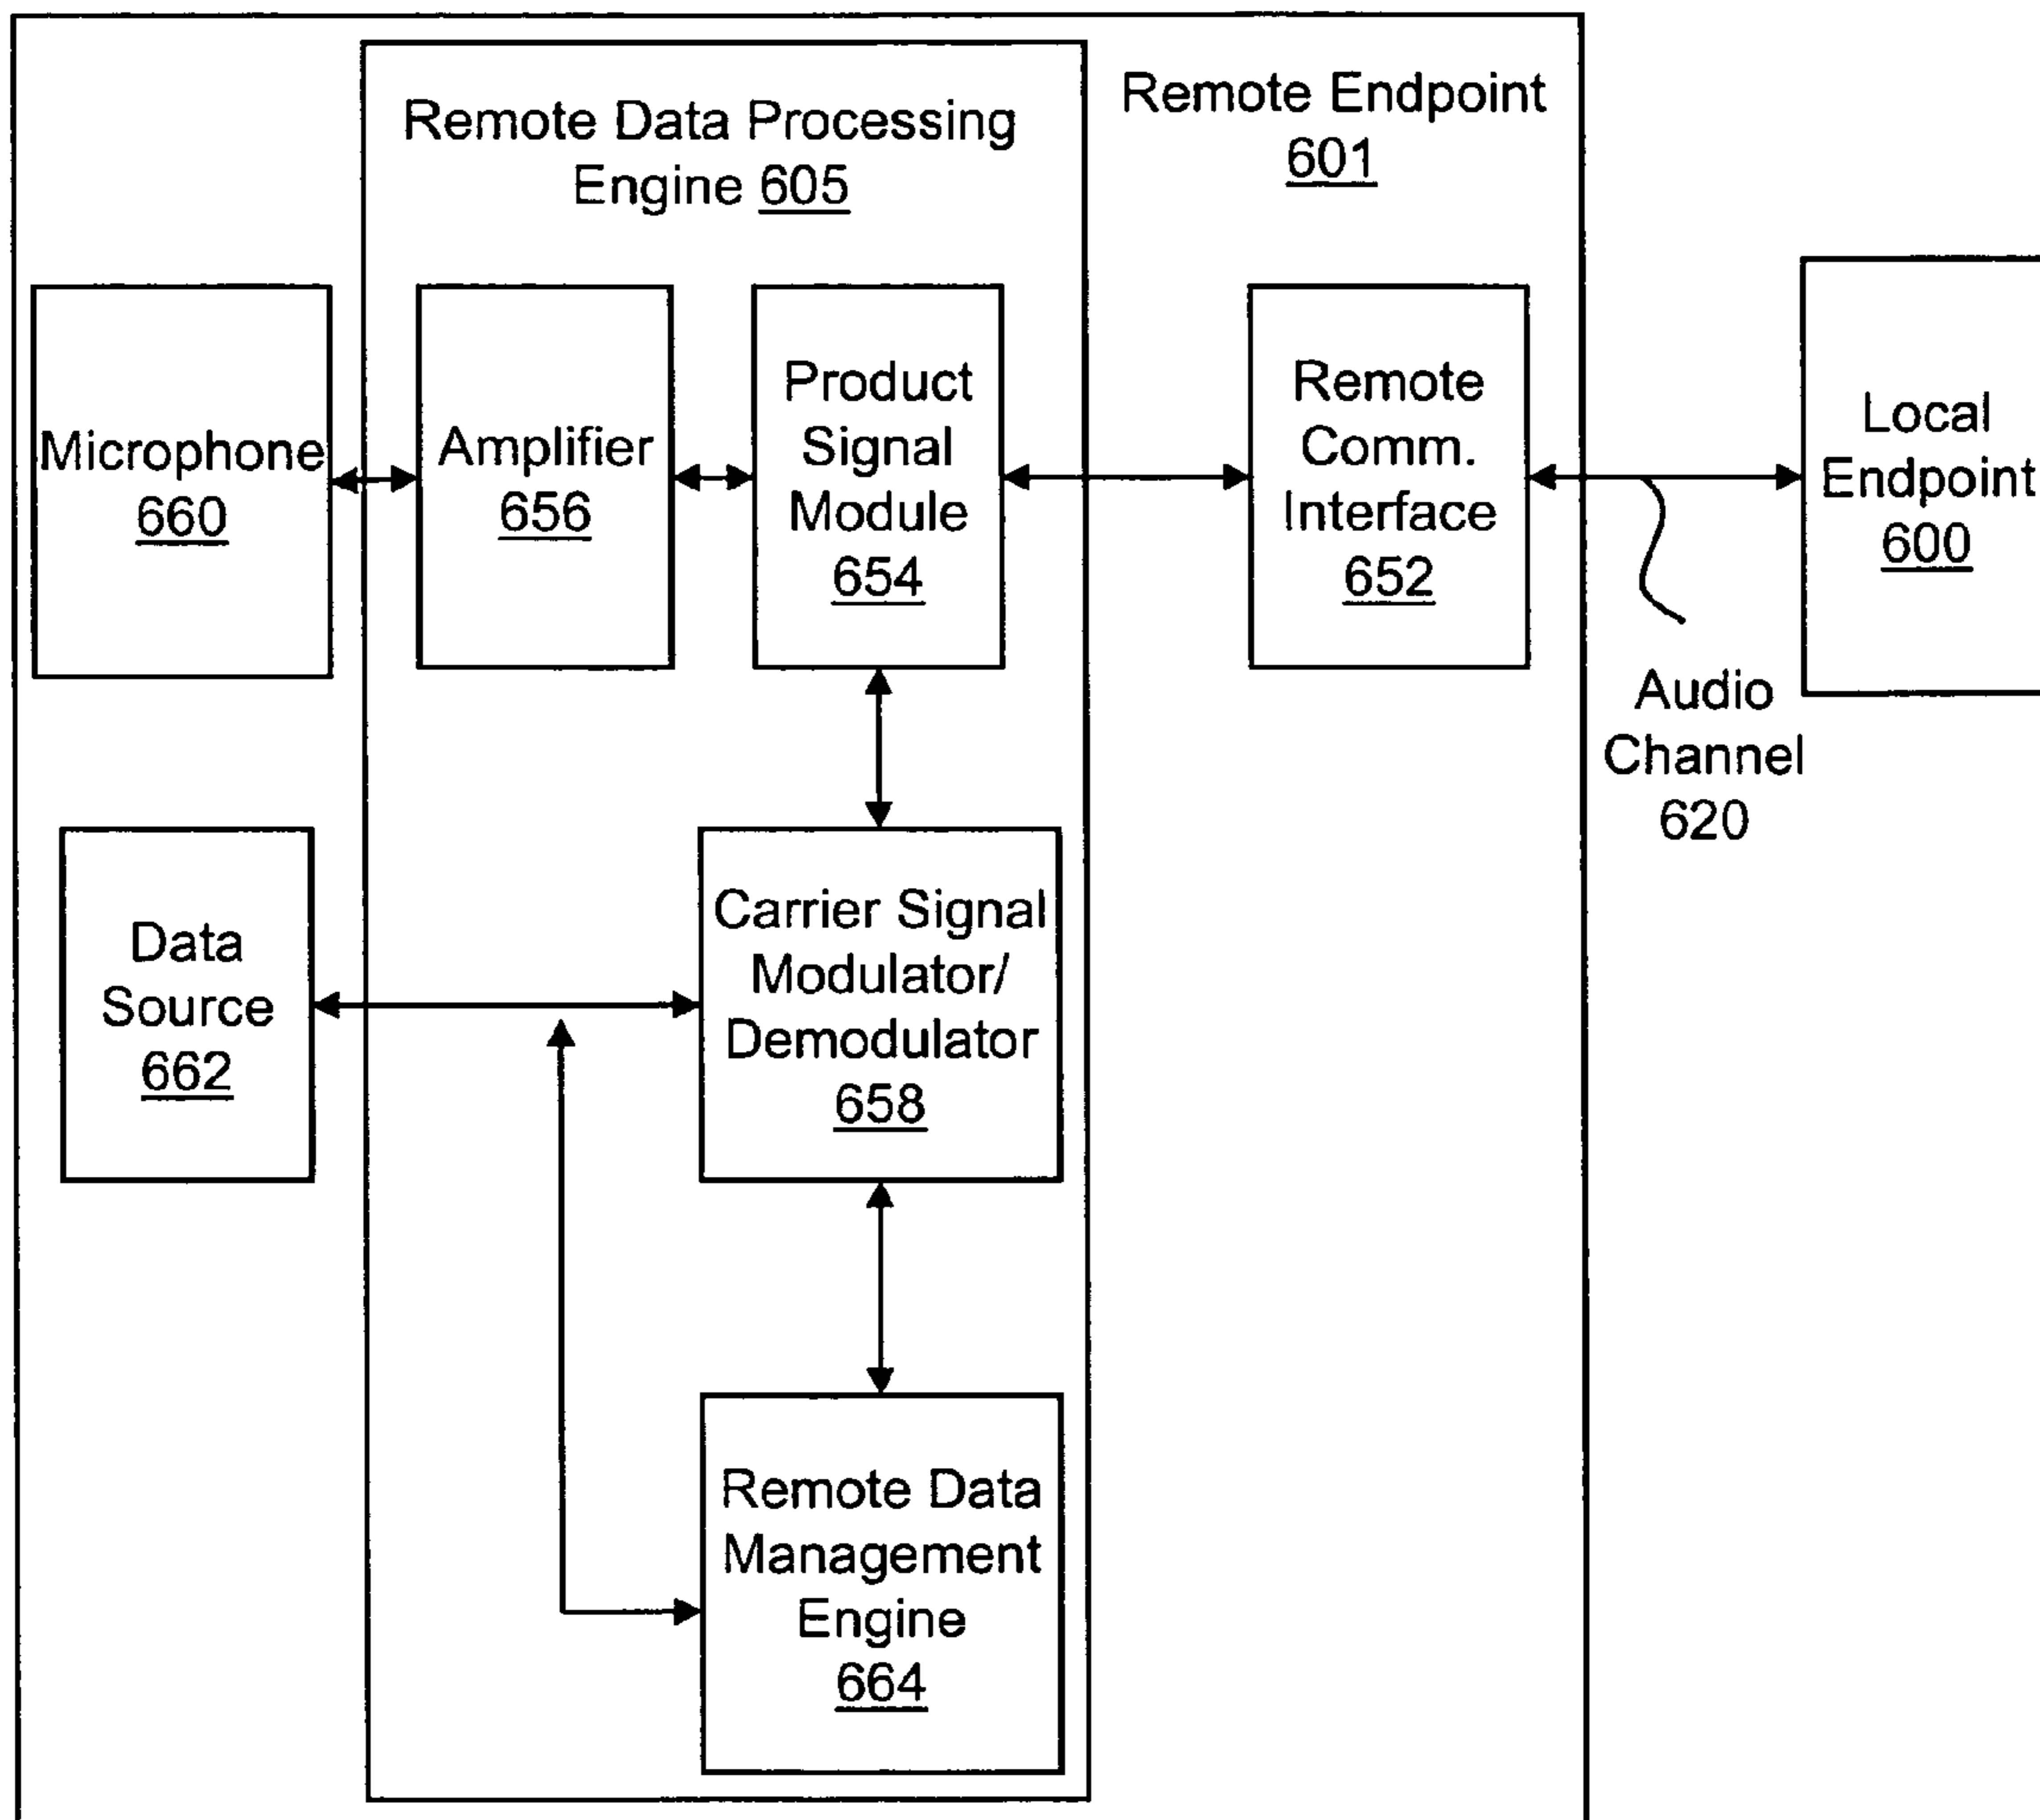 Remote Data Processing
Engine 605
Remote Endpoint
601
Microphone
660
Amplifier
656
Product
Signal
Module
654
Remote
Comm.
Interface
652
Local
Endpoint
600
Audio
Channel
620
Data
Source
662
Carrier Signal
Modulator/
Demodulator
658
Remote Data
Management
Engine
664